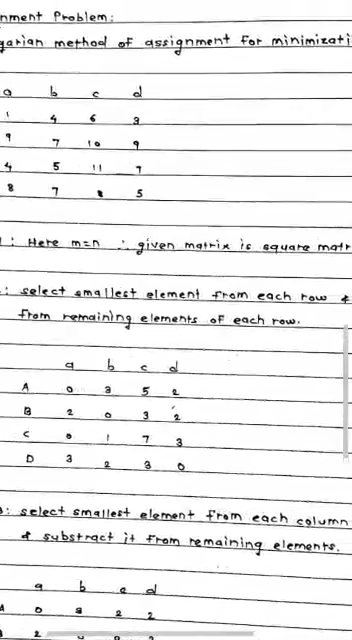 nment Problem:
garian method of assignment for minimizati
a b c d
1 4 6 3
9 7 10 9
4 5 11 7
8 7 8 5
: Here m=n ∴ given matrix is square matr
: select smallest element from each row &
from remaining elements of each row.
a b c d
A 0 3 5 2
B 2 0 3 2
C 0 1 7 3
D 3 2 3 0
: select smallest element from each column
& substract it from remaining elements.
a b c d
A 0 3 2 2